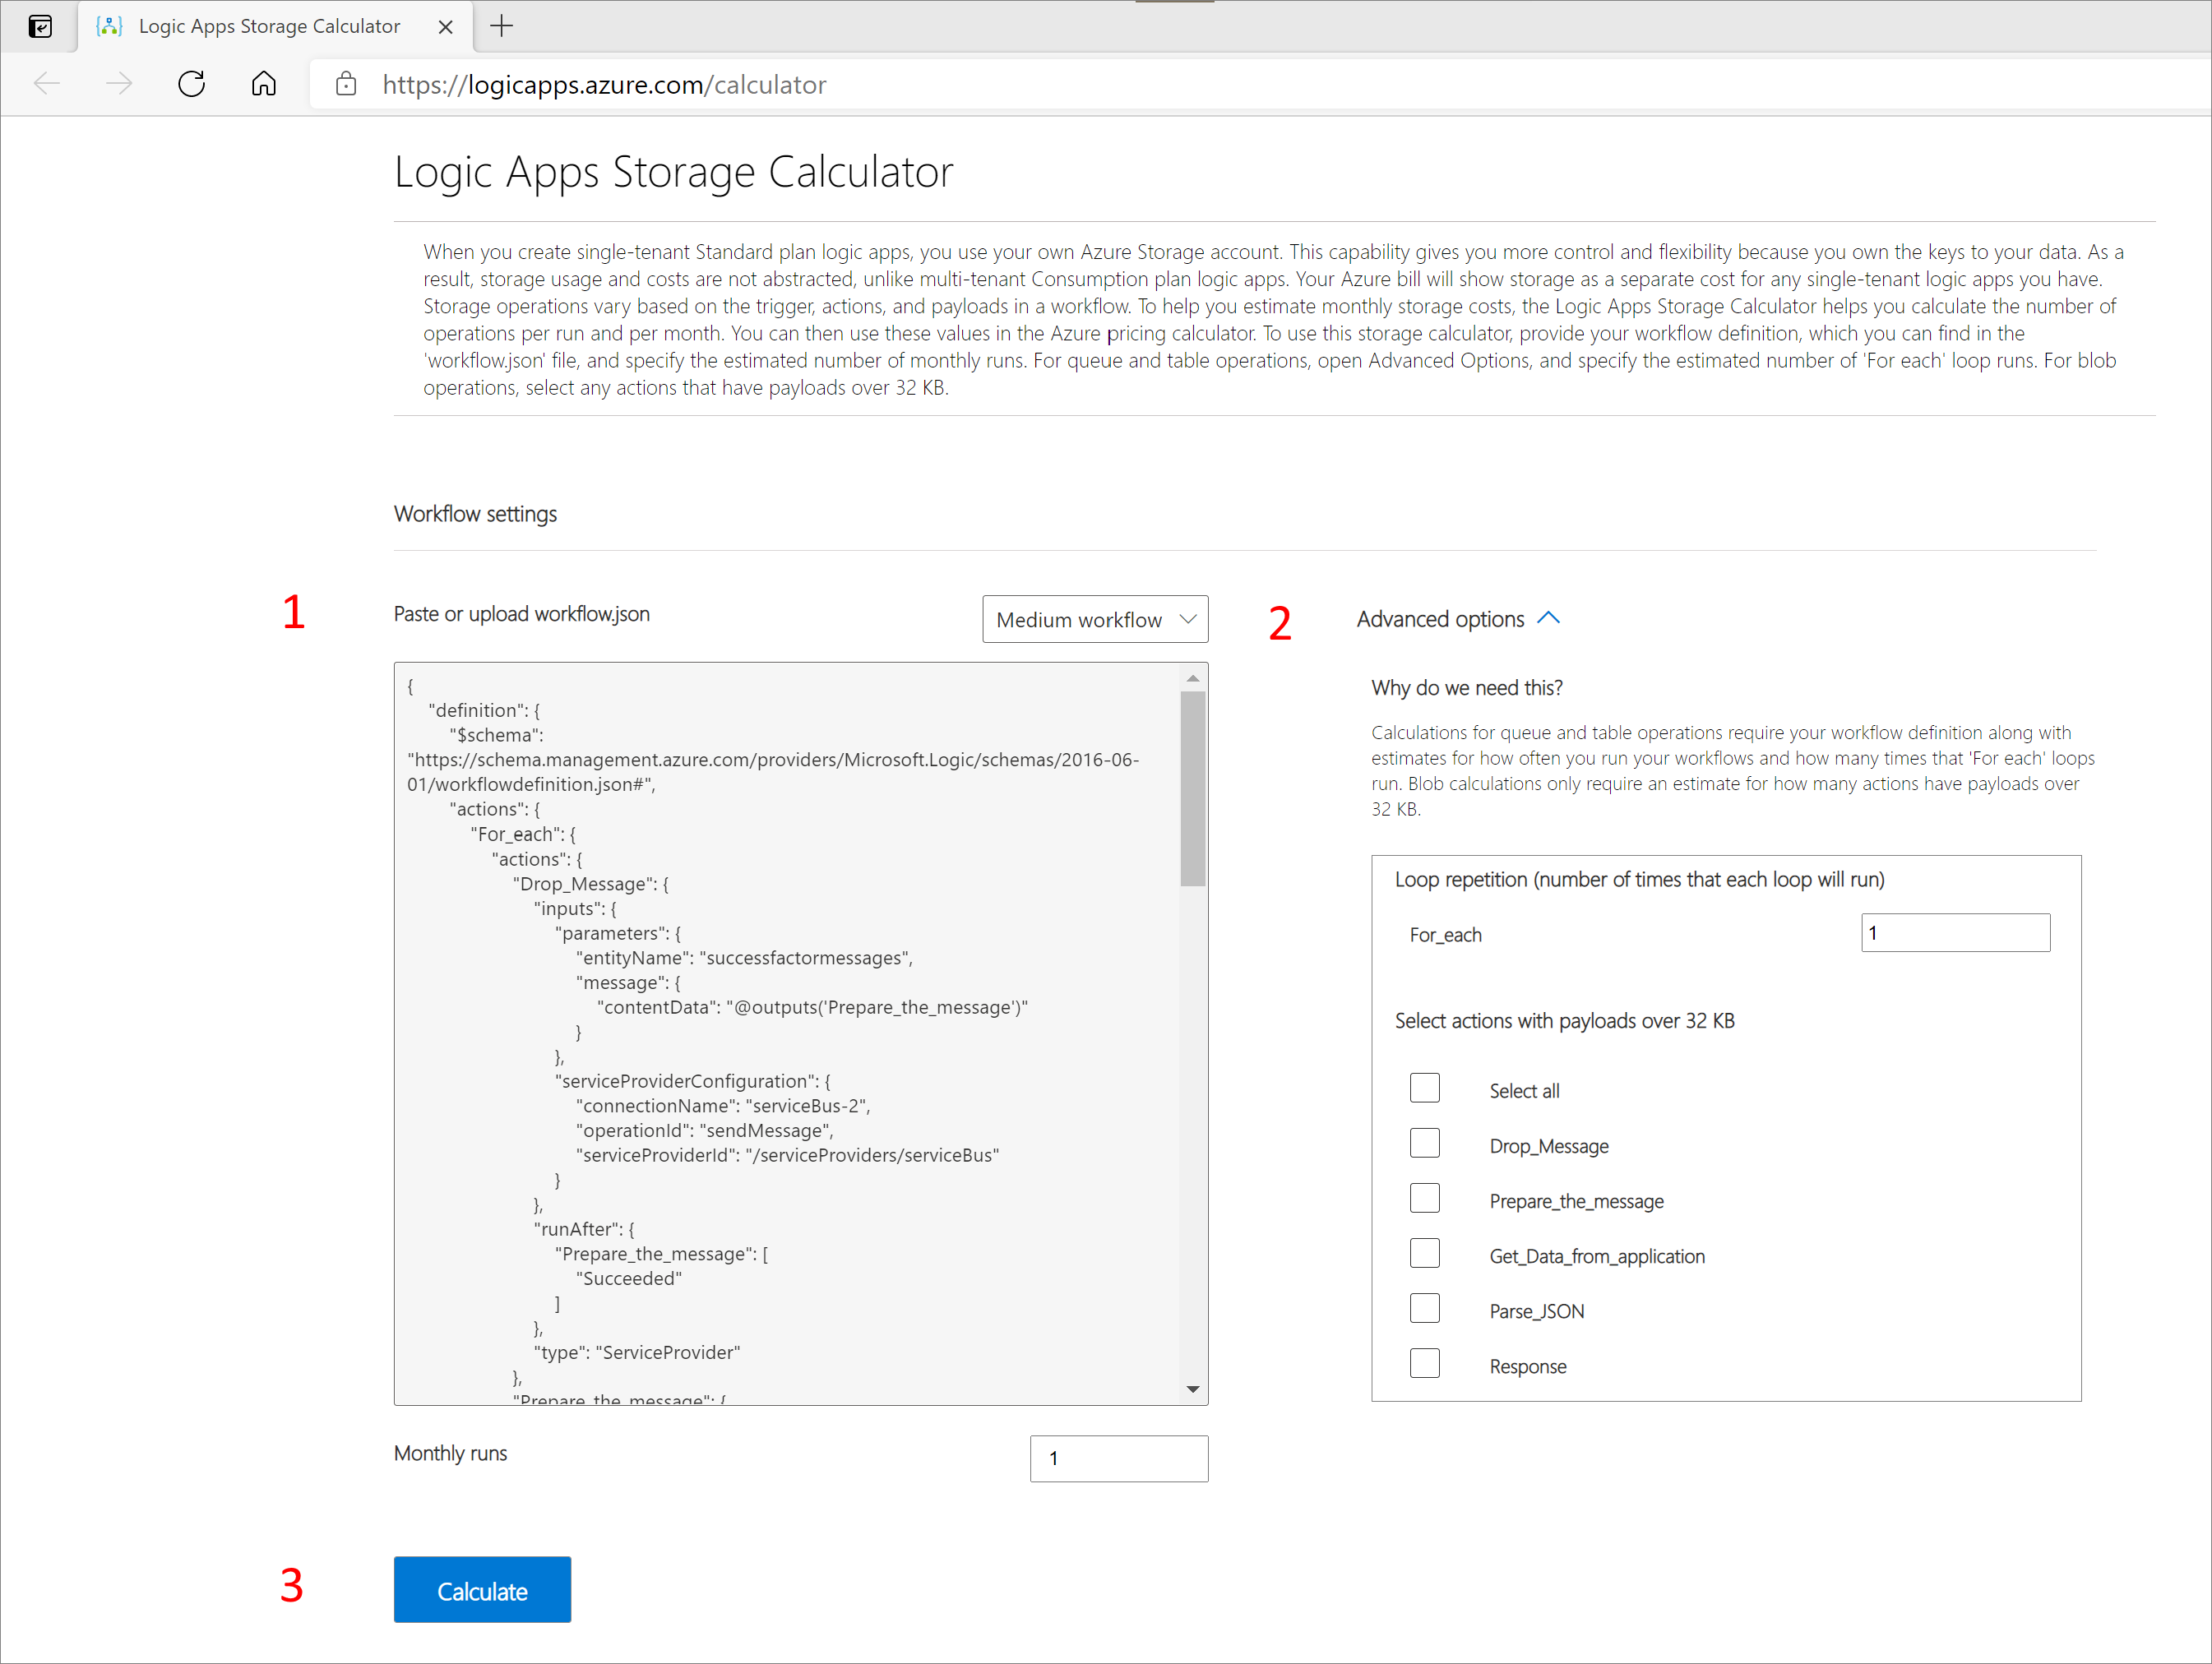 Logic Apps Storage Calculator
https://logicapps.azure.com/calculator
Logic Apps Storage Calculator
When you create single-tenant Standard plan logic apps, you use your own Azure Storage account. This capability gives you more control and flexibility because you own the keys to your data. As a
result, storage usage and costs are not abstracted, unlike multi-tenant Consumption plan logic apps. Your Azure bill will show storage as a separate cost for any single-tenant logic apps you have.
Storage operations vary based on the trigger, actions, and payloads in a workflow. To help you estimate monthly storage costs, the Logic Apps Storage Calculator helps you calculate the number of
operations per run and per month. You can then use these values in the Azure pricing calculator. To use this storage calculator, provide your workflow definition, which you can find in the
'workflow.json' file, and specify the estimated number of monthly runs. For queue and table operations, open Advanced Options, and specify the estimated number of 'For each' loop runs. For blob
operations, select any actions that have payloads over 32 KB.
Workflow settings
1
Paste or upload workflow.json
Medium workflow
{
"definition": {
"$schema":
"https://schema.management.azure.com/providers/Microsoft.Logic/schemas/2016-06-
01/workflowdefinition.json#",
"actions": {
"For_each": {
"actions": {
"Drop_Message": {
"inputs": {
"parameters": {
"entityName": "successfactormessages",
"message": {
"contentData": "@outputs('Prepare_the_message')"
}
},
"serviceProviderConfiguration": {
"connectionName": "serviceBus-2",
"operationId": "sendMessage",
"serviceProviderId": "/serviceProviders/serviceBus"
}
},
"runAfter": {
"Prepare_the_message": [
"Succeeded"
]
},
"type": "ServiceProvider"
},
"Prepare_the_message": {
Monthly runs
1
2
Advanced options
Why do we need this?
Calculations for queue and table operations require your workflow definition along with
estimates for how often you run your workflows and how many times that 'For each' loops
run. Blob calculations only require an estimate for how many actions have payloads over
32 KB.
Loop repetition (number of times that each loop will run)
For_each
1
Select actions with payloads over 32 KB
Select all
Drop_Message
Prepare_the_message
Get_Data_from_application
Parse_JSON
Response
3
Calculate